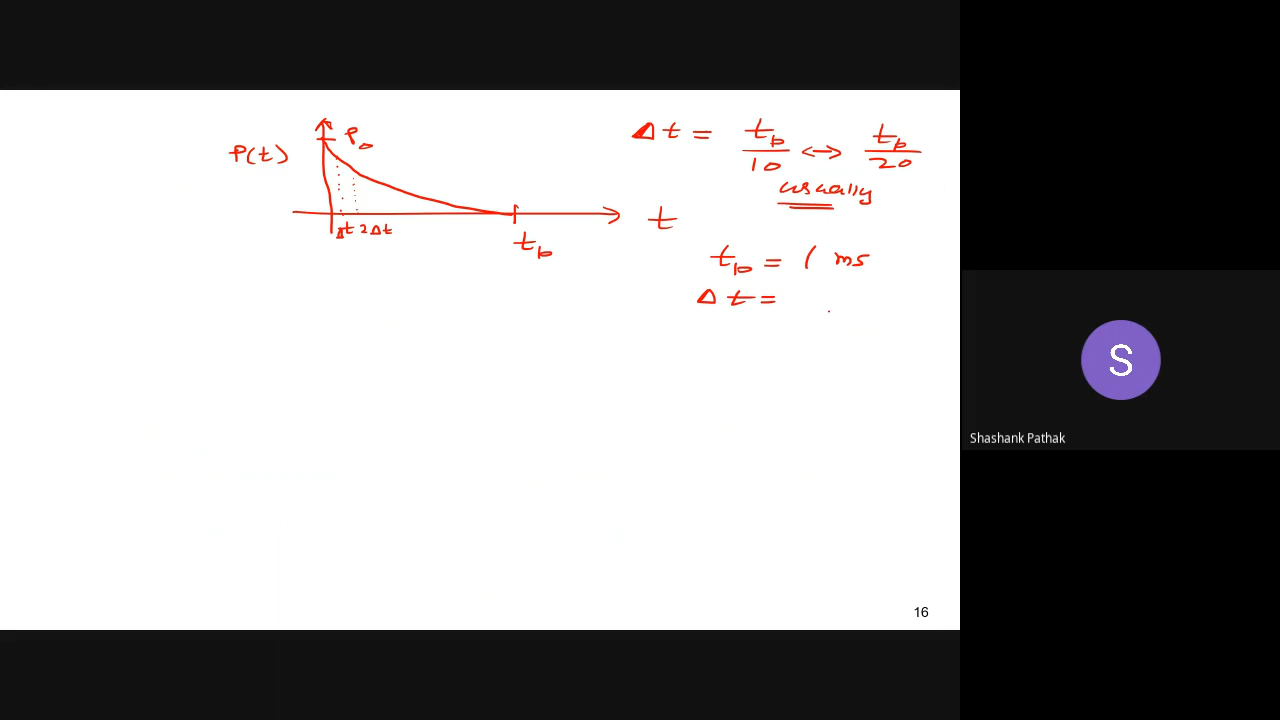 P(t)
P₀
Δt 2Δt
t_b
t
Δt = t_b/10 ↔ t_b/20
usually
t_b = 1 ms
Δt =
16
S
Shashank Pathak